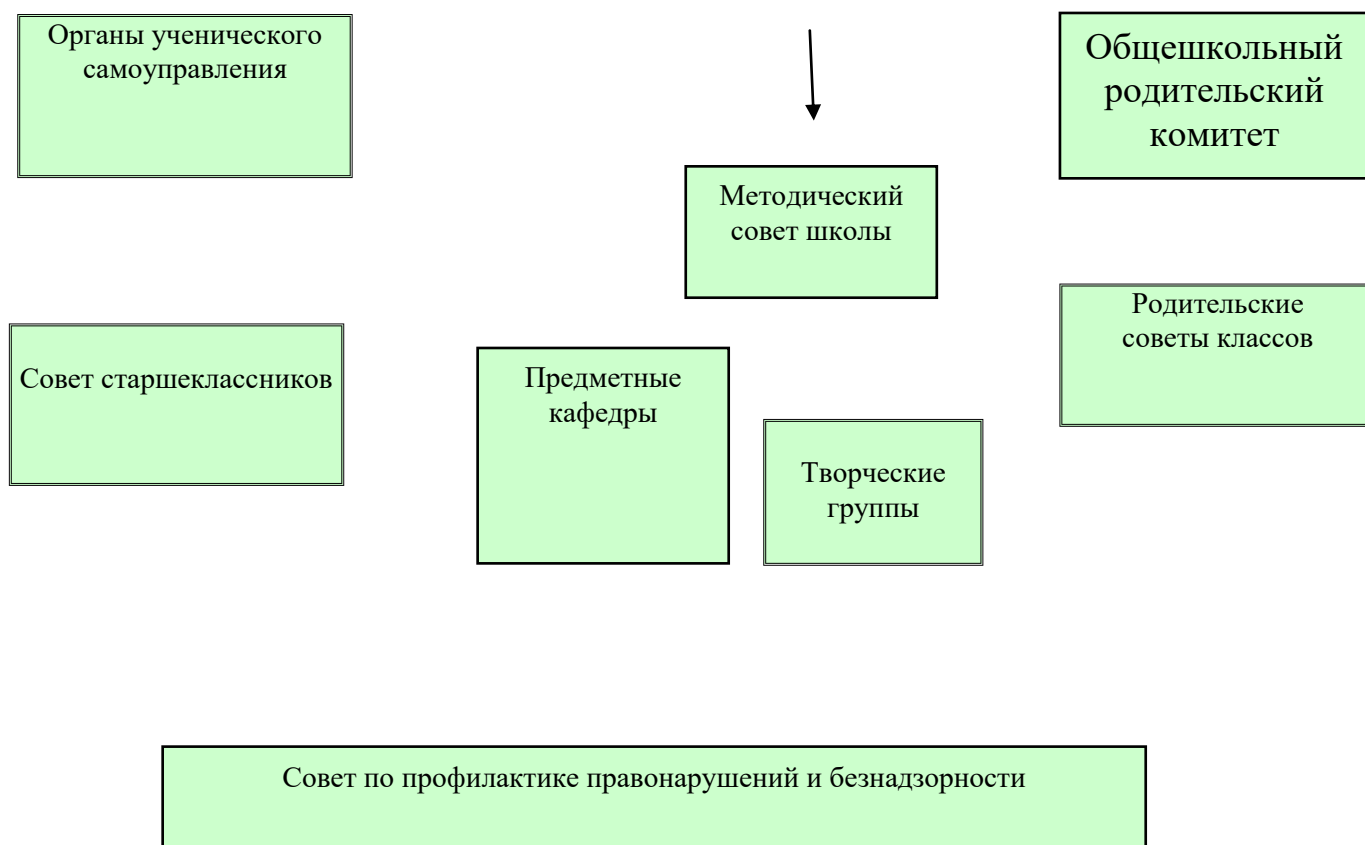 Органы ученического
самоуправления
Общешкольный
родительский
комитет
Методический
совет школы
Родительские
советы классов
Совет старшеклассников
Предметные
кафедры
Творческие
группы
Совет по профилактике правонарушений и безнадзорности